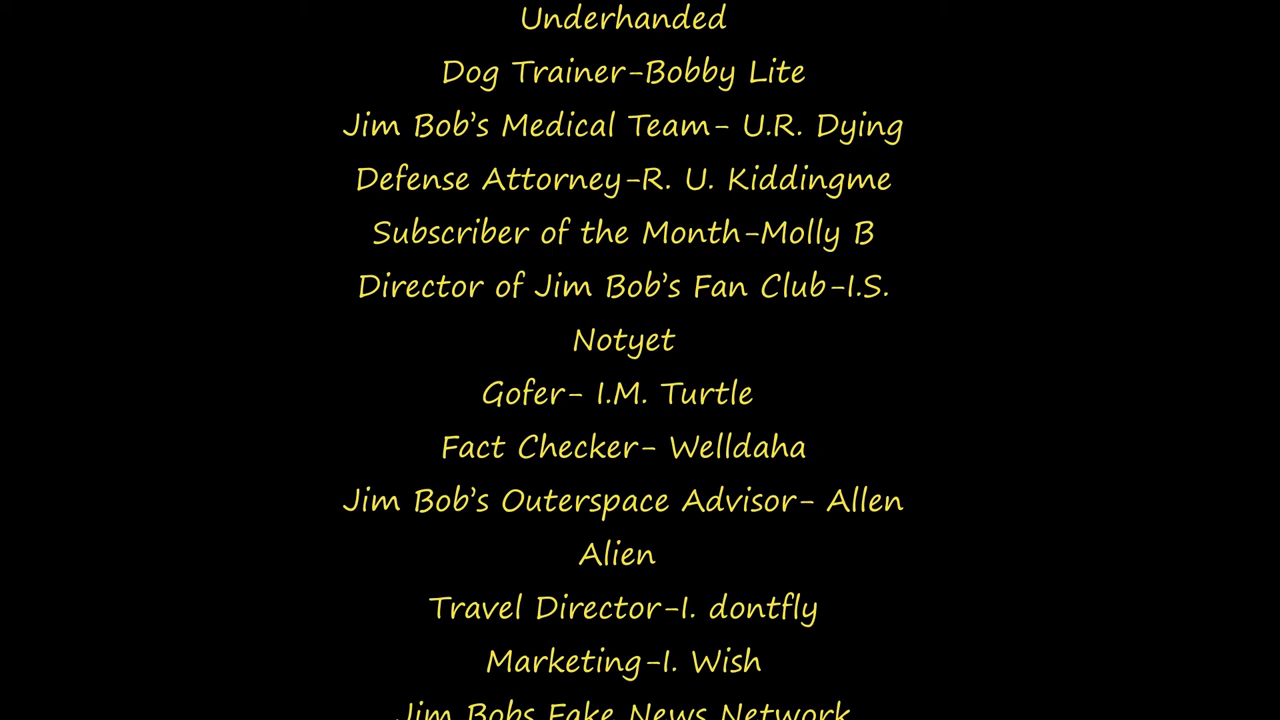 Underhanded
Dog Trainer-Bobby Lite
Jim Bob's Medical Team- U.R. Dying
Defense Attorney-R. U. Kiddingme
Subscriber of the Month-Molly B
Director of Jim Bob's Fan Club-I.S.
Notyet
Gofer- I.M. Turtle
Fact Checker- Welldaha
Jim Bob's Outerspace Advisor- Allen
Alien
Travel Director-I. dontfly
Marketing-I. Wish
Jim Bobs Fake News Network